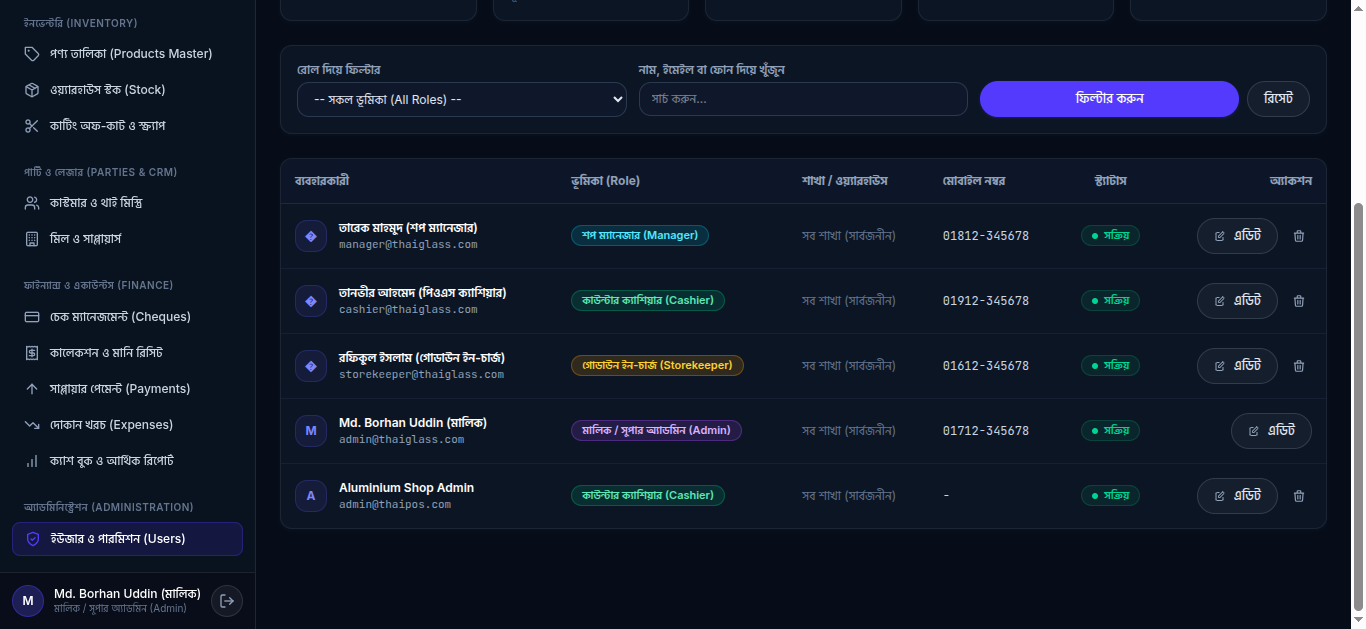 ইনভেন্টরি (INVENTORY)
পণ্য তালিকা (Products Master)
ওয়্যারহাউস স্টক (Stock)
কাটিং অফ-কাট ও স্ক্র্যাপ
পার্টি ও লেজার (PARTIES & CRM)
কাস্টমার ও থাই মিস্ত্রি
মিল ও সাপ্লায়ার্স
ফাইন্যান্স ও একাউন্টস (FINANCE)
চেক ম্যানেজমেন্ট (Cheques)
কালেকশন ও মানি রিসিট
সাপ্লায়ার পেমেন্ট (Payments)
দোকান খরচ (Expenses)
ক্যাশ বুক ও আর্থিক রিপোর্ট
অ্যাডমিনিস্ট্রেশন (ADMINISTRATION)
ইউজার ও পারমিশন (Users)
M
Md. Borhan Uddin (মালিক)
মালিক / সুপার অ্যাডমিন (Admin)
রোল দিয়ে ফিল্টার
-- সকল ভূমিকা (All Roles) --
নাম, ইমেইল বা ফোন দিয়ে খুঁজুন
সার্চ করুন...
ফিল্টার করুন
রিসেট
ব্যবহারকারী ভূমিকা (Role) শাখা / ওয়্যারহাউস মোবাইল নম্বর স্ট্যাটাস অ্যাকশন
তারেক মাহমুদ (শপ ম্যানেজার)
manager@thaiglass.com
শপ ম্যানেজার (Manager) সব শাখা (সার্বজনীন) 01812-345678 সক্রিয় এডিট
তানভীর আহমেদ (পিওএস ক্যাশিয়ার)
cashier@thaiglass.com
কাউন্টার ক্যাশিয়ার (Cashier) সব শাখা (সার্বজনীন) 01912-345678 সক্রিয় এডিট
রফিকুল ইসলাম (গোডাউন ইন-চার্জ)
storekeeper@thaiglass.com
গোডাউন ইন-চার্জ (Storekeeper) সব শাখা (সার্বজনীন) 01612-345678 সক্রিয় এডিট
M
Md. Borhan Uddin (মালিক)
admin@thaiglass.com
মালিক / সুপার অ্যাডমিন (Admin) সব শাখা (সার্বজনীন) 01712-345678 সক্রিয় এডিট
A
Aluminium Shop Admin
admin@thaipos.com
কাউন্টার ক্যাশিয়ার (Cashier) সব শাখা (সার্বজনীন) - সক্রিয় এডিট